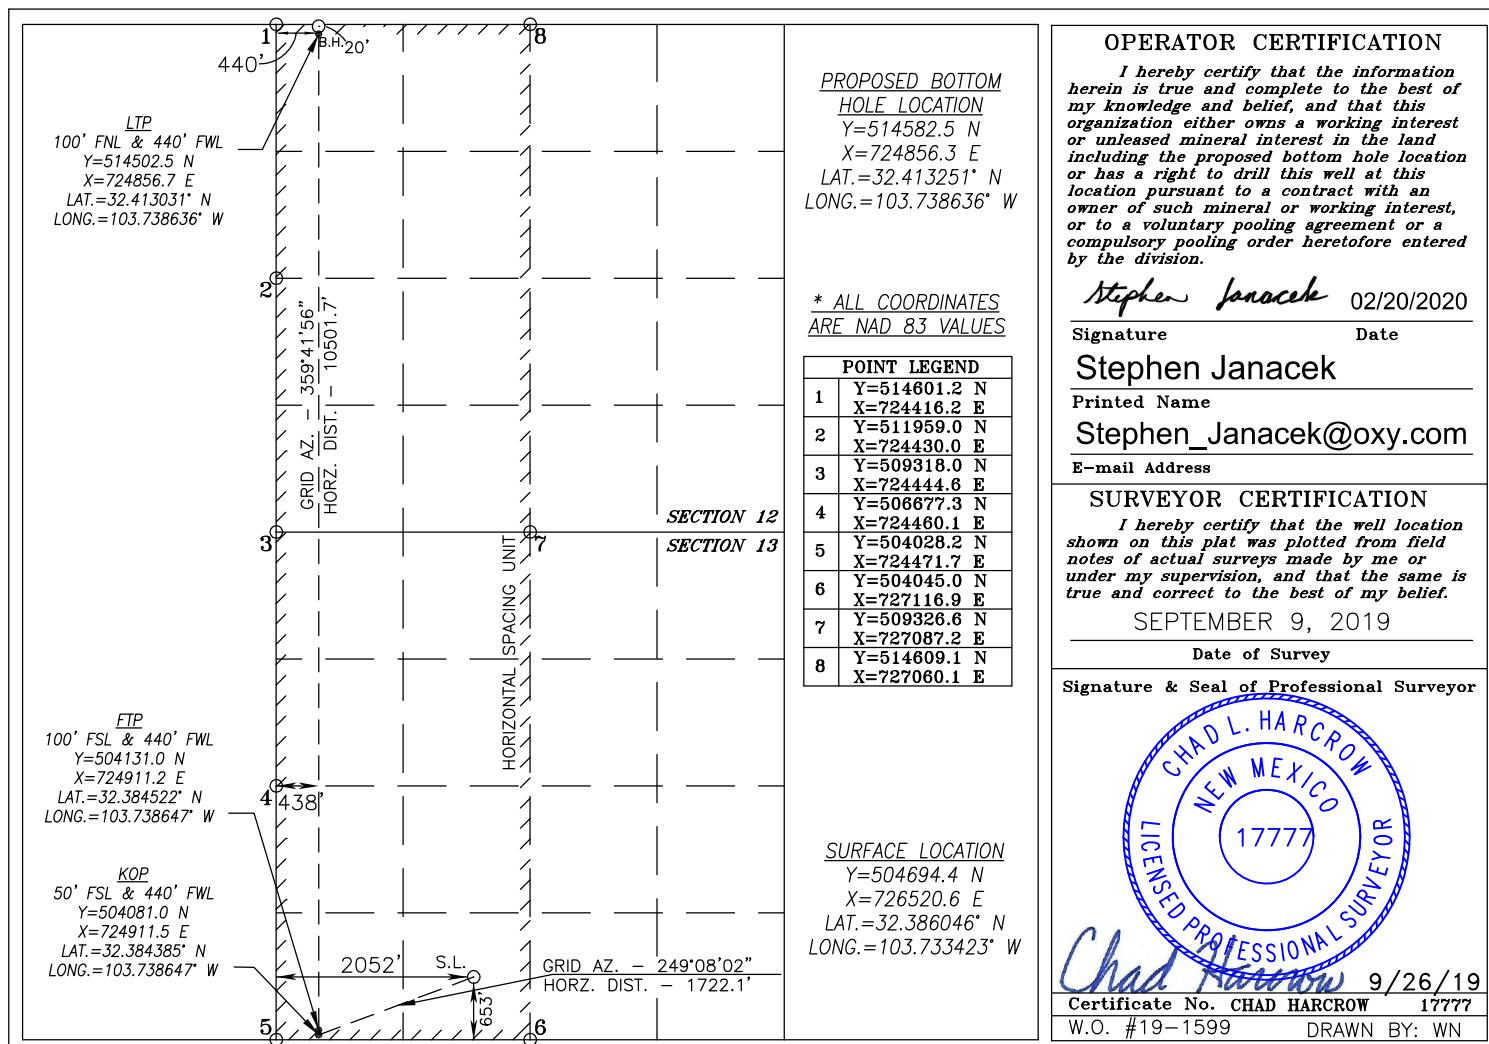 1
8
B.H.
20'
440'
LTP
100' FNL & 440' FWL
Y=514502.5 N
X=724856.7 E
LAT.=32.413031° N
LONG.=103.738636° W
2
GRID AZ. - 359°41'56"
HORZ. DIST. - 10501.7'
SECTION 12
SECTION 13
3
7
HORIZONTAL SPACING UNIT
FTP
100' FSL & 440' FWL
Y=504131.0 N
X=724911.2 E
LAT.=32.384522° N
LONG.=103.738647° W
4
438'
KOP
50' FSL & 440' FWL
Y=504081.0 N
X=724911.5 E
LAT.=32.384385° N
LONG.=103.738647° W
2052'
S.L.
653'
GRID AZ. - 249°08'02"
HORZ. DIST. - 1722.1'
5
6
PROPOSED BOTTOM
HOLE LOCATION
Y=514582.5 N
X=724856.3 E
LAT.=32.413251° N
LONG.=103.738636° W
* ALL COORDINATES
ARE NAD 83 VALUES
POINT LEGEND
1 Y=514601.2 N
X=724416.2 E
2 Y=511959.0 N
X=724430.0 E
3 Y=509318.0 N
X=724444.6 E
4 Y=506677.3 N
X=724460.1 E
5 Y=504028.2 N
X=724471.7 E
6 Y=504045.0 N
X=727116.9 E
7 Y=509326.6 N
X=727087.2 E
8 Y=514609.1 N
X=727060.1 E
SURFACE LOCATION
Y=504694.4 N
X=726520.6 E
LAT.=32.386046° N
LONG.=103.733423° W
OPERATOR CERTIFICATION
I hereby certify that the information
herein is true and complete to the best of
my knowledge and belief, and that this
organization either owns a working interest
or unleased mineral interest in the land
including the proposed bottom hole location
or has a right to drill this well at this
location pursuant to a contract with an
owner of such mineral or working interest,
or to a voluntary pooling agreement or a
compulsory pooling order heretofore entered
by the division.
Stephen Janacek 02/20/2020
Signature Date
Stephen Janacek
Printed Name
Stephen_Janacek@oxy.com
E-mail Address
SURVEYOR CERTIFICATION
I hereby certify that the well location
shown on this plat was plotted from field
notes of actual surveys made by me or
under my supervision, and that the same is
true and correct to the best of my belief.
SEPTEMBER 9, 2019
Date of Survey
Signature & Seal of Professional Surveyor
CHAD L. HARCROW
NEW MEXICO
17777
LICENSED PROFESSIONAL SURVEYOR
Chad Harcrow 9/26/19
Certificate No. CHAD HARCROW 17777
W.O. #19-1599 DRAWN BY: WN